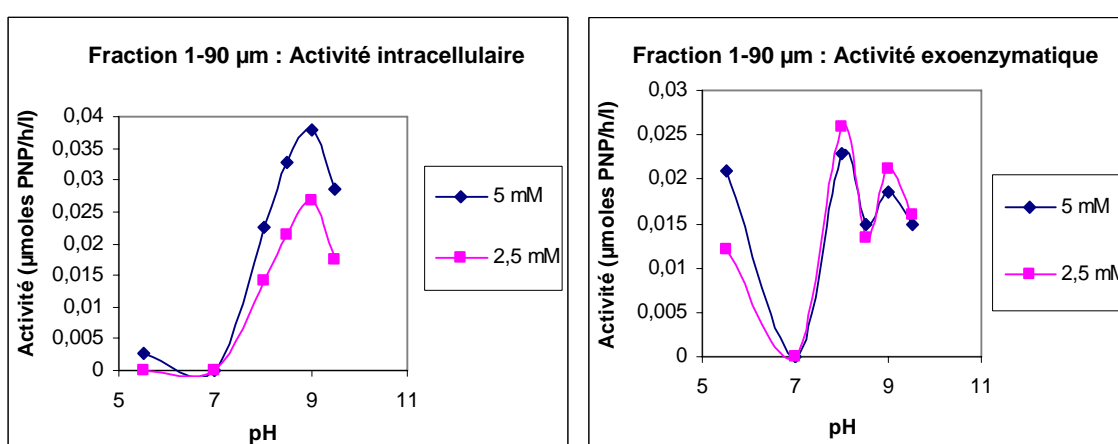 Fraction 1-90 µm : Activité intracellulaire
Activité (µmoles PNP/h/l)
0,04
0,035
0,03
0,025
0,02
0,015
0,01
0,005
0
5 7 9 11
pH
5 mM
2,5 mM
Fraction 1-90 µm : Activité exoenzymatique
Activité (µmoles PNP/h/l)
0,03
0,025
0,02
0,015
0,01
0,005
0
5 7 9 11
pH
5 mM
2,5 mM